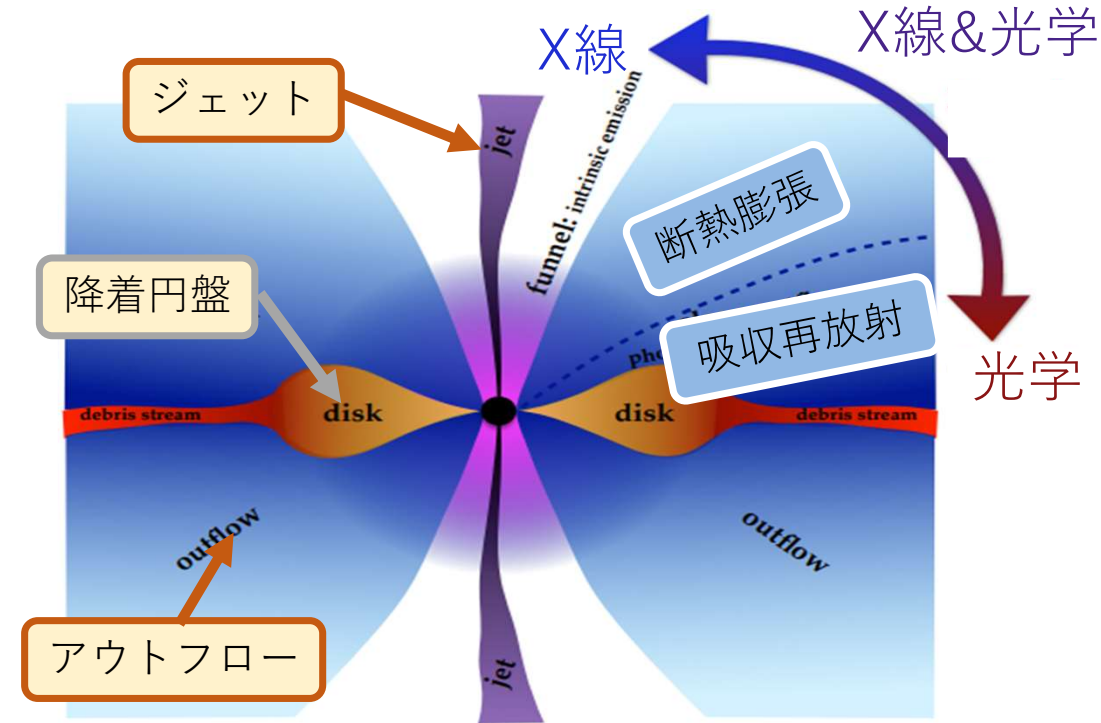 X線
X線&光学
ジェット
jet
funnel: intrinsic emission
断熱膨張
降着円盤
吸収再放射
光学
debris stream
disk
disk
debris stream
outflow
outflow
アウトフロー
jet